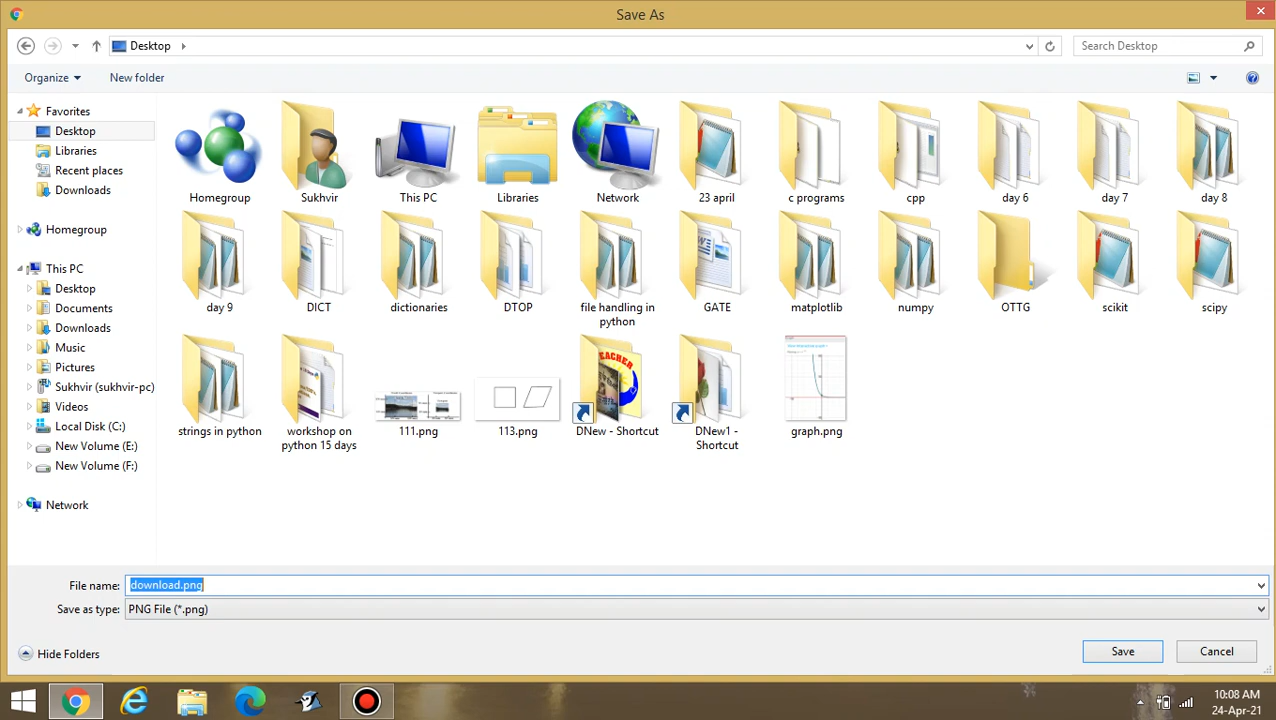 Save As
Desktop
Search Desktop
Organize
New folder
Favorites
Desktop
Libraries
Recent places
Downloads
Homegroup
This PC
Desktop
Documents
Downloads
Music
Pictures
Sukhvir (sukhvir-pc)
Videos
Local Disk (C:)
New Volume (E:)
New Volume (F:)
Network
Homegroup
Sukhvir
This PC
Libraries
Network
23 april
c programs
cpp
day 6
day 7
day 8
day 9
DICT
dictionaries
DTOP
file handling in
python
GATE
matplotlib
numpy
OTTG
scikit
scipy
strings in python
workshop on
python 15 days
111.png
113.png
EACHER
DNew - Shortcut
DNew1 -
Shortcut
graph.png
File name:
download.png
Save as type:
PNG File (*.png)
Hide Folders
Save
Cancel
10:08 AM
24-Apr-21